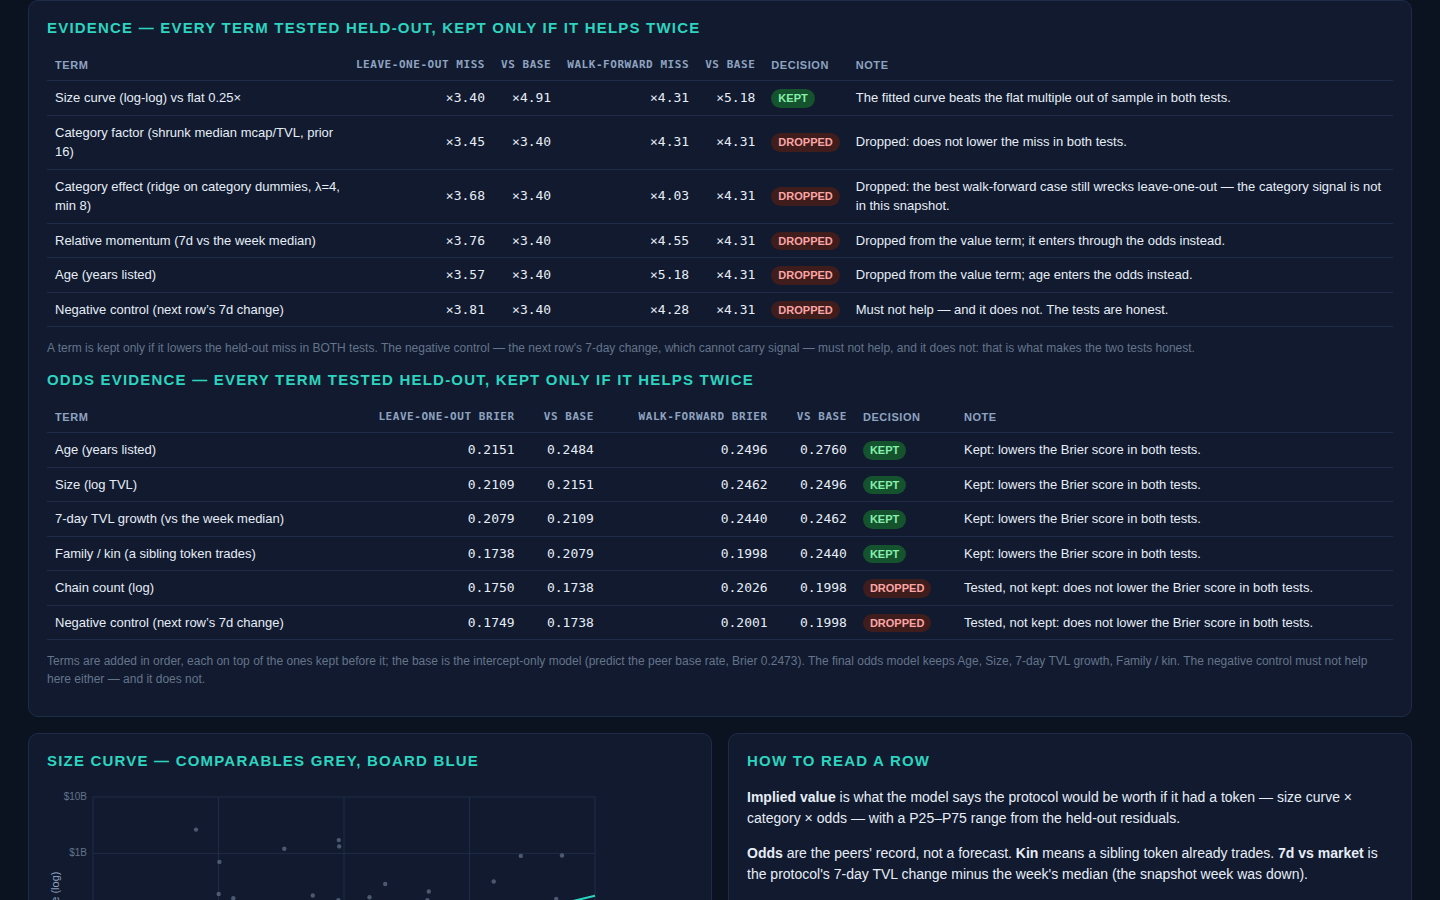 EVIDENCE — EVERY TERM TESTED HELD-OUT, KEPT ONLY IF IT HELPS TWICE
TERM LEAVE-ONE-OUT MISS VS BASE WALK-FORWARD MISS VS BASE DECISION NOTE
Size curve (log-log) vs flat 0.25× ×3.40 ×4.91 ×4.31 ×5.18 KEPT The fitted curve beats the flat multiple out of sample in both tests.
Category factor (shrunk median mcap/TVL, prior
16) ×3.45 ×3.40 ×4.31 ×4.31 DROPPED Dropped: does not lower the miss in both tests.
Category effect (ridge on category dummies, λ=4,
min 8) ×3.68 ×3.40 ×4.03 ×4.31 DROPPED Dropped: the best walk-forward case still wrecks leave-one-out — the category signal is not
in this snapshot.
Relative momentum (7d vs the week median) ×3.76 ×3.40 ×4.55 ×4.31 DROPPED Dropped from the value term; it enters through the odds instead.
Age (years listed) ×3.57 ×3.40 ×5.18 ×4.31 DROPPED Dropped from the value term; age enters the odds instead.
Negative control (next row's 7d change) ×3.81 ×3.40 ×4.28 ×4.31 DROPPED Must not help — and it does not. The tests are honest.
A term is kept only if it lowers the held-out miss in BOTH tests. The negative control — the next row's 7-day change, which cannot carry signal — must not help, and it does not: that is what makes the two tests honest.
ODDS EVIDENCE — EVERY TERM TESTED HELD-OUT, KEPT ONLY IF IT HELPS TWICE
TERM LEAVE-ONE-OUT BRIER VS BASE WALK-FORWARD BRIER VS BASE DECISION NOTE
Age (years listed) 0.2151 0.2484 0.2496 0.2760 KEPT Kept: lowers the Brier score in both tests.
Size (log TVL) 0.2109 0.2151 0.2462 0.2496 KEPT Kept: lowers the Brier score in both tests.
7-day TVL growth (vs the week median) 0.2079 0.2109 0.2440 0.2462 KEPT Kept: lowers the Brier score in both tests.
Family / kin (a sibling token trades) 0.1738 0.2079 0.1998 0.2440 KEPT Kept: lowers the Brier score in both tests.
Chain count (log) 0.1750 0.1738 0.2026 0.1998 DROPPED Tested, not kept: does not lower the Brier score in both tests.
Negative control (next row's 7d change) 0.1749 0.1738 0.2001 0.1998 DROPPED Tested, not kept: does not lower the Brier score in both tests.
Terms are added in order, each on top of the ones kept before it; the base is the intercept-only model (predict the peer base rate, Brier 0.2473). The final odds model keeps Age, Size, 7-day TVL growth, Family / kin. The negative control must not help
here either — and it does not.
SIZE CURVE — COMPARABLES GREY, BOARD BLUE
$10B
$1B
(log)
HOW TO READ A ROW
Implied value is what the model says the protocol would be worth if it had a token — size curve ×
category × odds — with a P25–P75 range from the held-out residuals.
Odds are the peers' record, not a forecast. Kin means a sibling token already trades. 7d vs market is
the protocol's 7-day TVL change minus the week's median (the snapshot week was down).